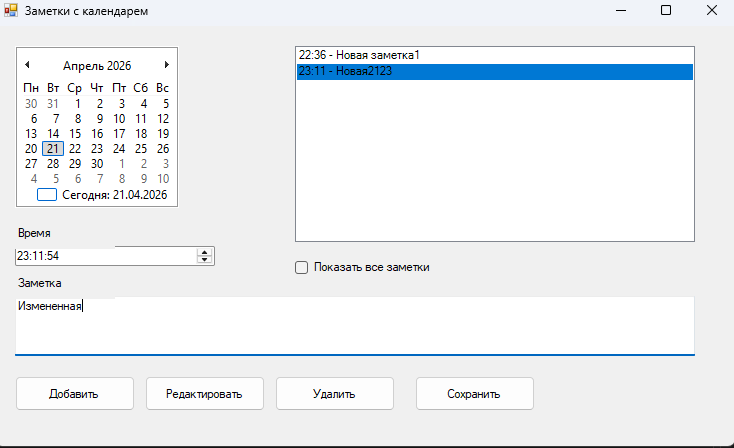 Заметки с календарем
Апрель 2026
Пн Вт Ср Чт Пт Сб Вс
30 31 1 2 3 4 5
6 7 8 9 10 11 12
13 14 15 16 17 18 19
20 21 22 23 24 25 26
27 28 29 30 1 2 3
4 5 6 7 8 9 10
Сегодня: 21.04.2026
22:36 - Новая заметка1
23:11 - Новая2123
Время
23:11:54
Показать все заметки
Заметка
Измененная
Добавить
Редактировать
Удалить
Сохранить